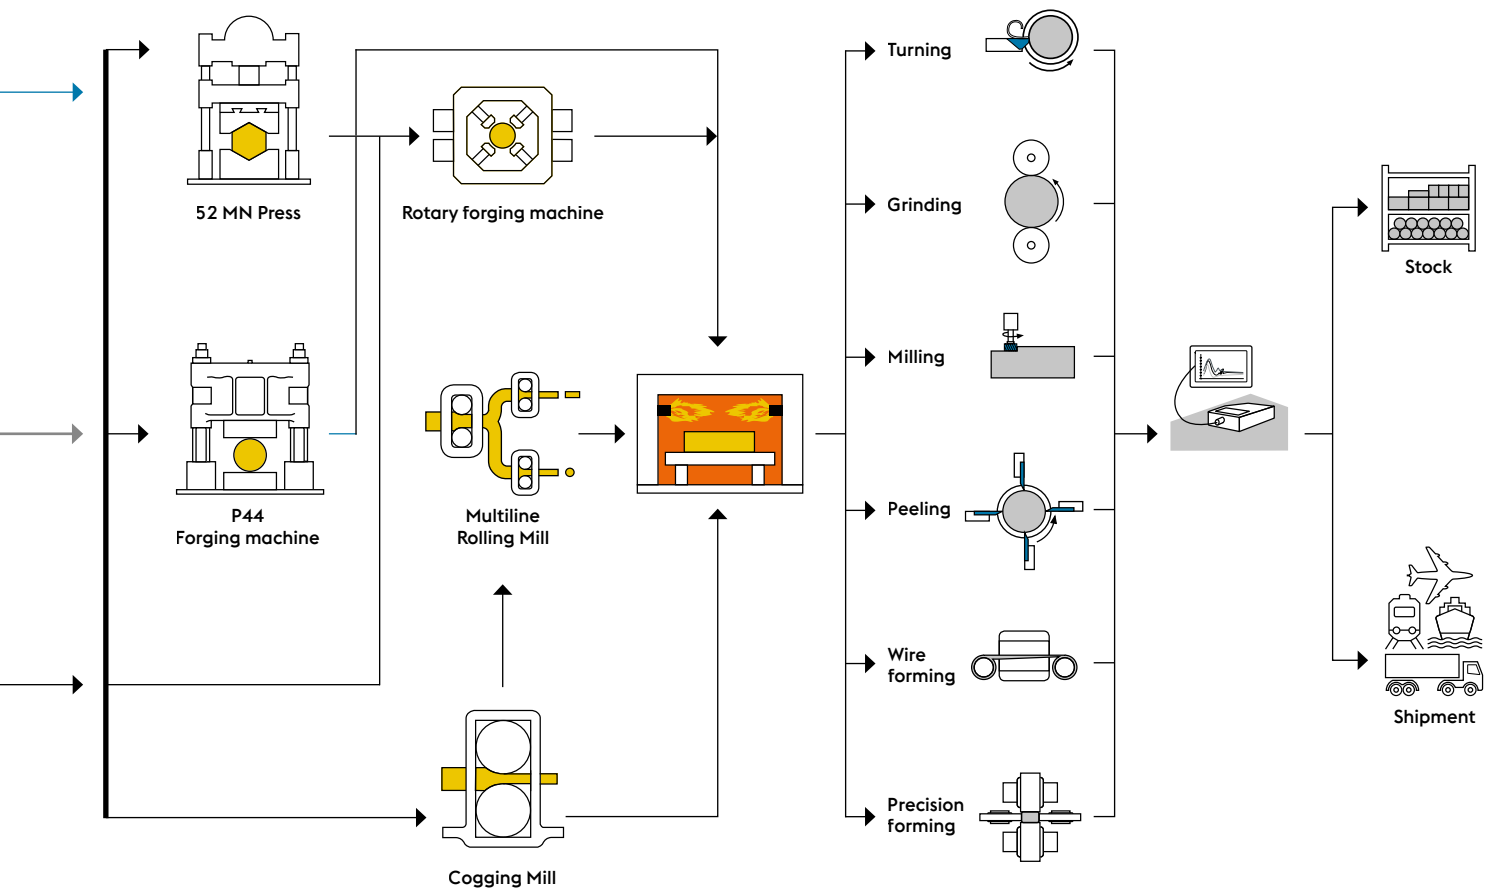 52 MN Press
Rotary forging machine
P44
Forging machine
Multiline
Rolling Mill
Cogging Mill
Turning
Grinding
Milling
Peeling
Wire
forming
Precision
forming
Stock
Shipment